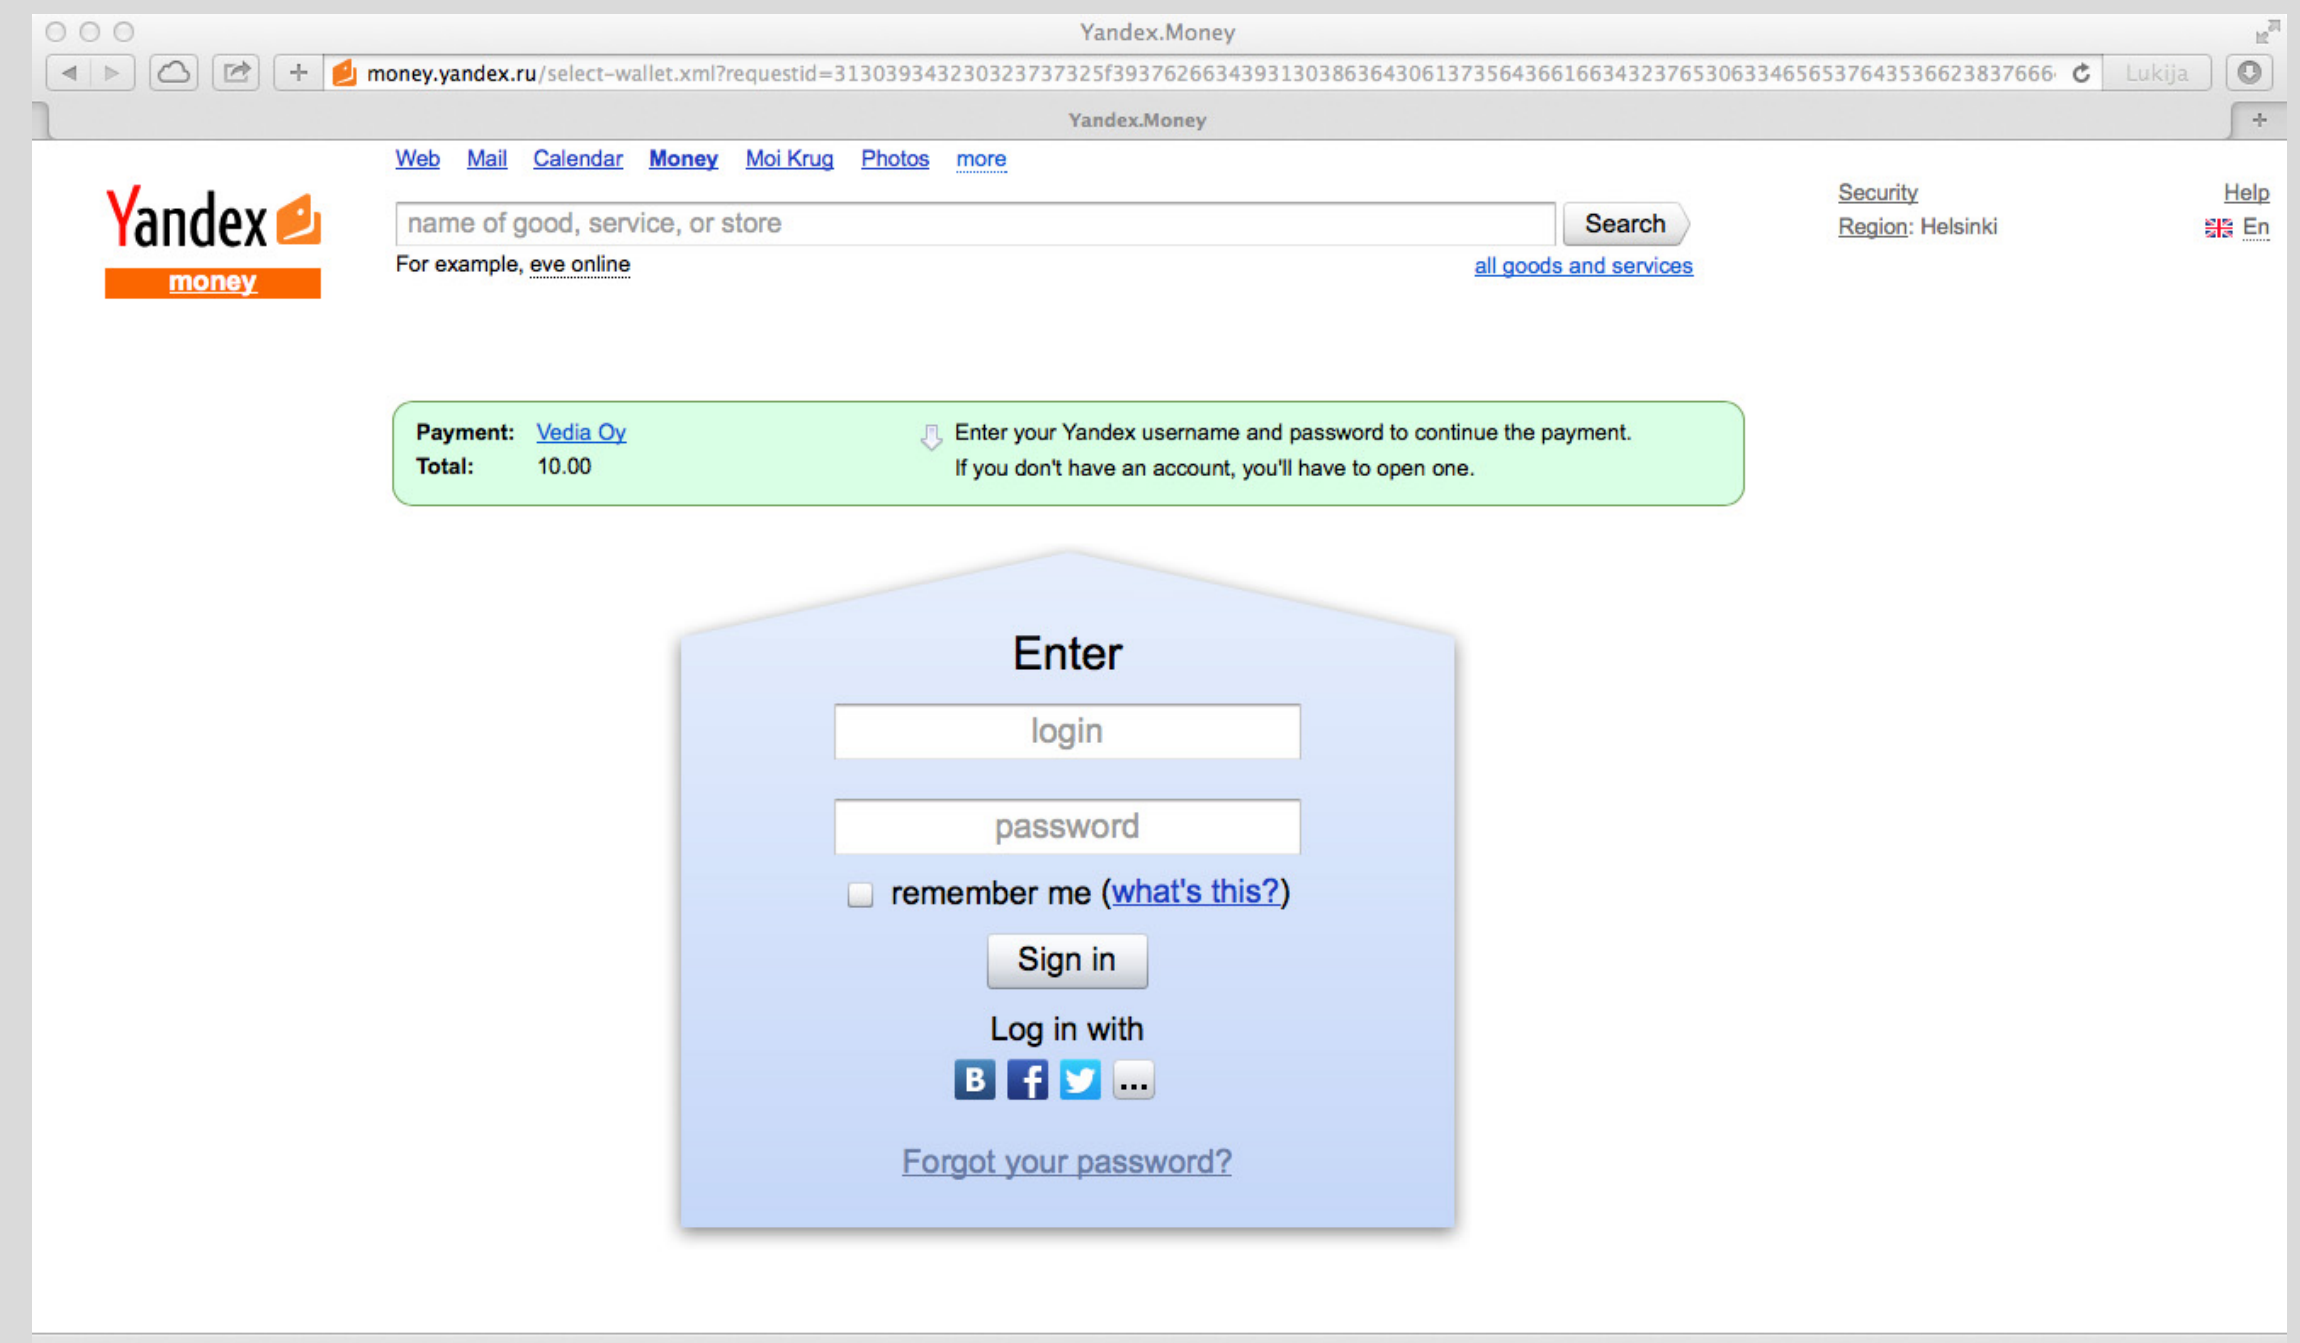 Yandex.Money
money.yandex.ru/select-wallet.xml?requestid=
Lukija
Yandex.Money
Web Mail Calendar Money Moi Krug Photos more
Yandex
money
name of good, service, or store
Search
For example, eve online
all goods and services
Security
Help
Region: Helsinki
En
Payment: Vedia Oy
Total: 10.00
Enter your Yandex username and password to continue the payment.
If you don't have an account, you'll have to open one.
Enter
login
password
remember me (what's this?)
Sign in
Log in with
B f ...
Forgot your password?